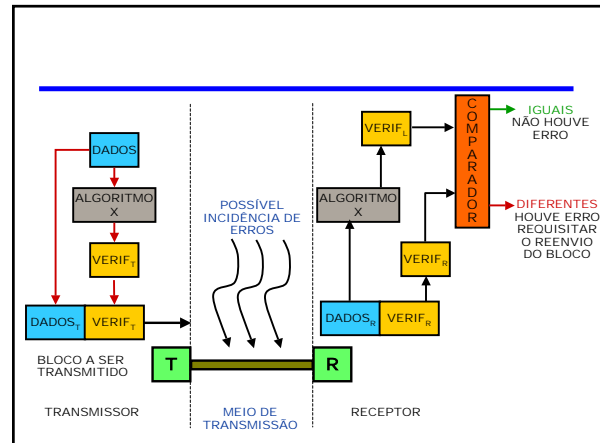 DADOS
ALGORITMO
X
VERIF_T
DADOS_T
VERIF_T
BLOCO A SER
TRANSMITIDO
TRANSMISSOR
POSSÍVEL
INCIDÊNCIA DE
ERROS
T
R
MEIO DE
TRANSMISSÃO
VERIF_L
ALGORITMO
X
VERIF_R
DADOS_R
VERIF_R
RECEPTOR
COMPARADOR
IGUAIS
NÃO HOUVE
ERRO
DIFERENTES
HOUVE ERRO
REQUISITAR
O REENVIO
DO BLOCO